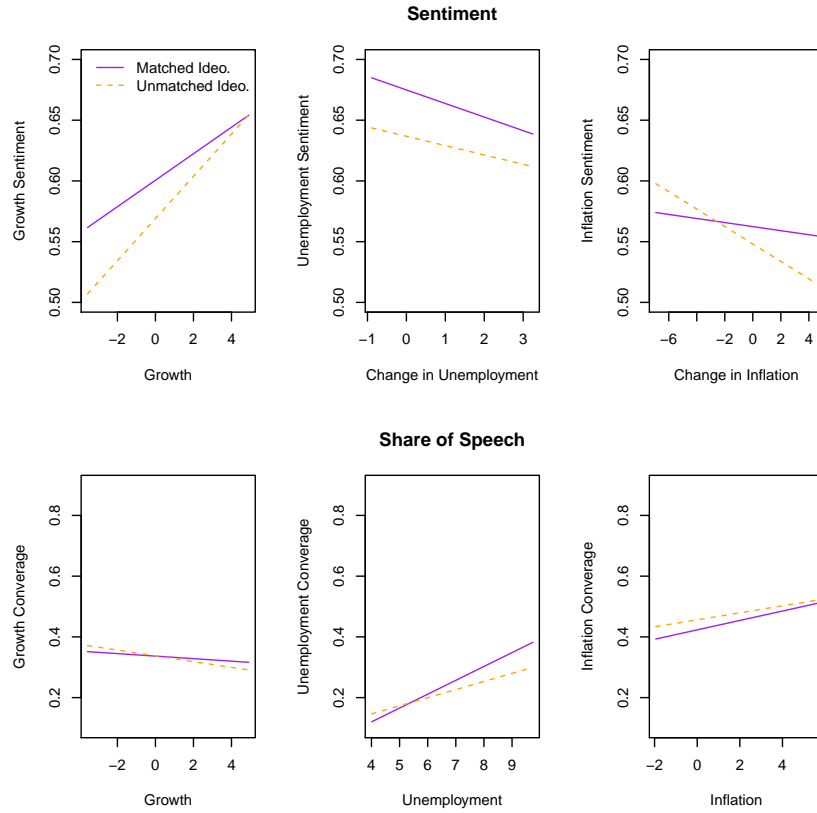 Sentiment
Growth Sentiment
0.50 0.55 0.60 0.65 0.70
Matched Ideo.
Unmatched Ideo.
−2 0 2 4
Growth
Unemployment Sentiment
0.50 0.55 0.60 0.65 0.70
−1 0 1 2 3
Change in Unemployment
Inflation Sentiment
0.50 0.55 0.60 0.65 0.70
−6 −2 0 2 4
Change in Inflation
Share of Speech
Growth Converage
0.2 0.4 0.6 0.8
−2 0 2 4
Growth
Unemployment Converage
0.2 0.4 0.6 0.8
4 5 6 7 8 9
Unemployment
Inflation Converage
0.2 0.4 0.6 0.8
−2 0 2 4
Inflation